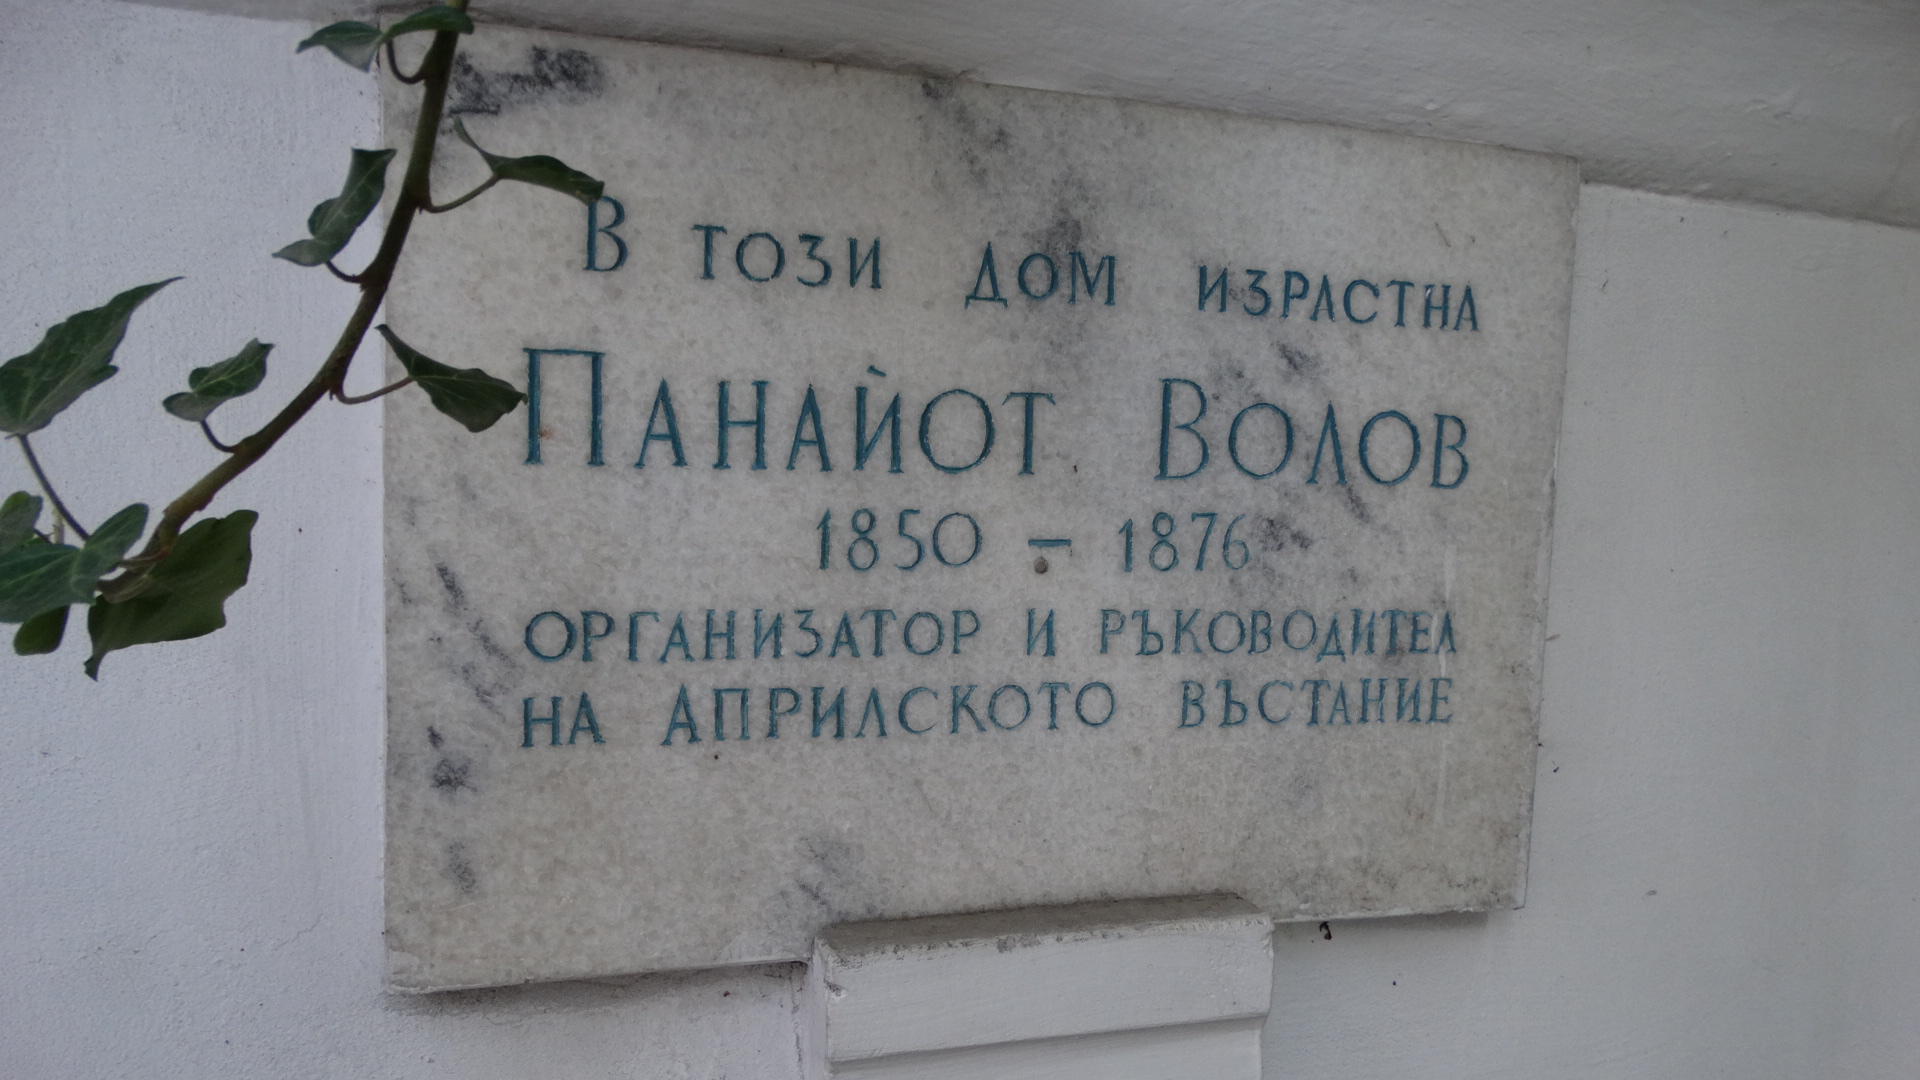 В този дом израстна
Панайот Волов
1850 – 1876
организатор и ръководител
на Априлското въстание